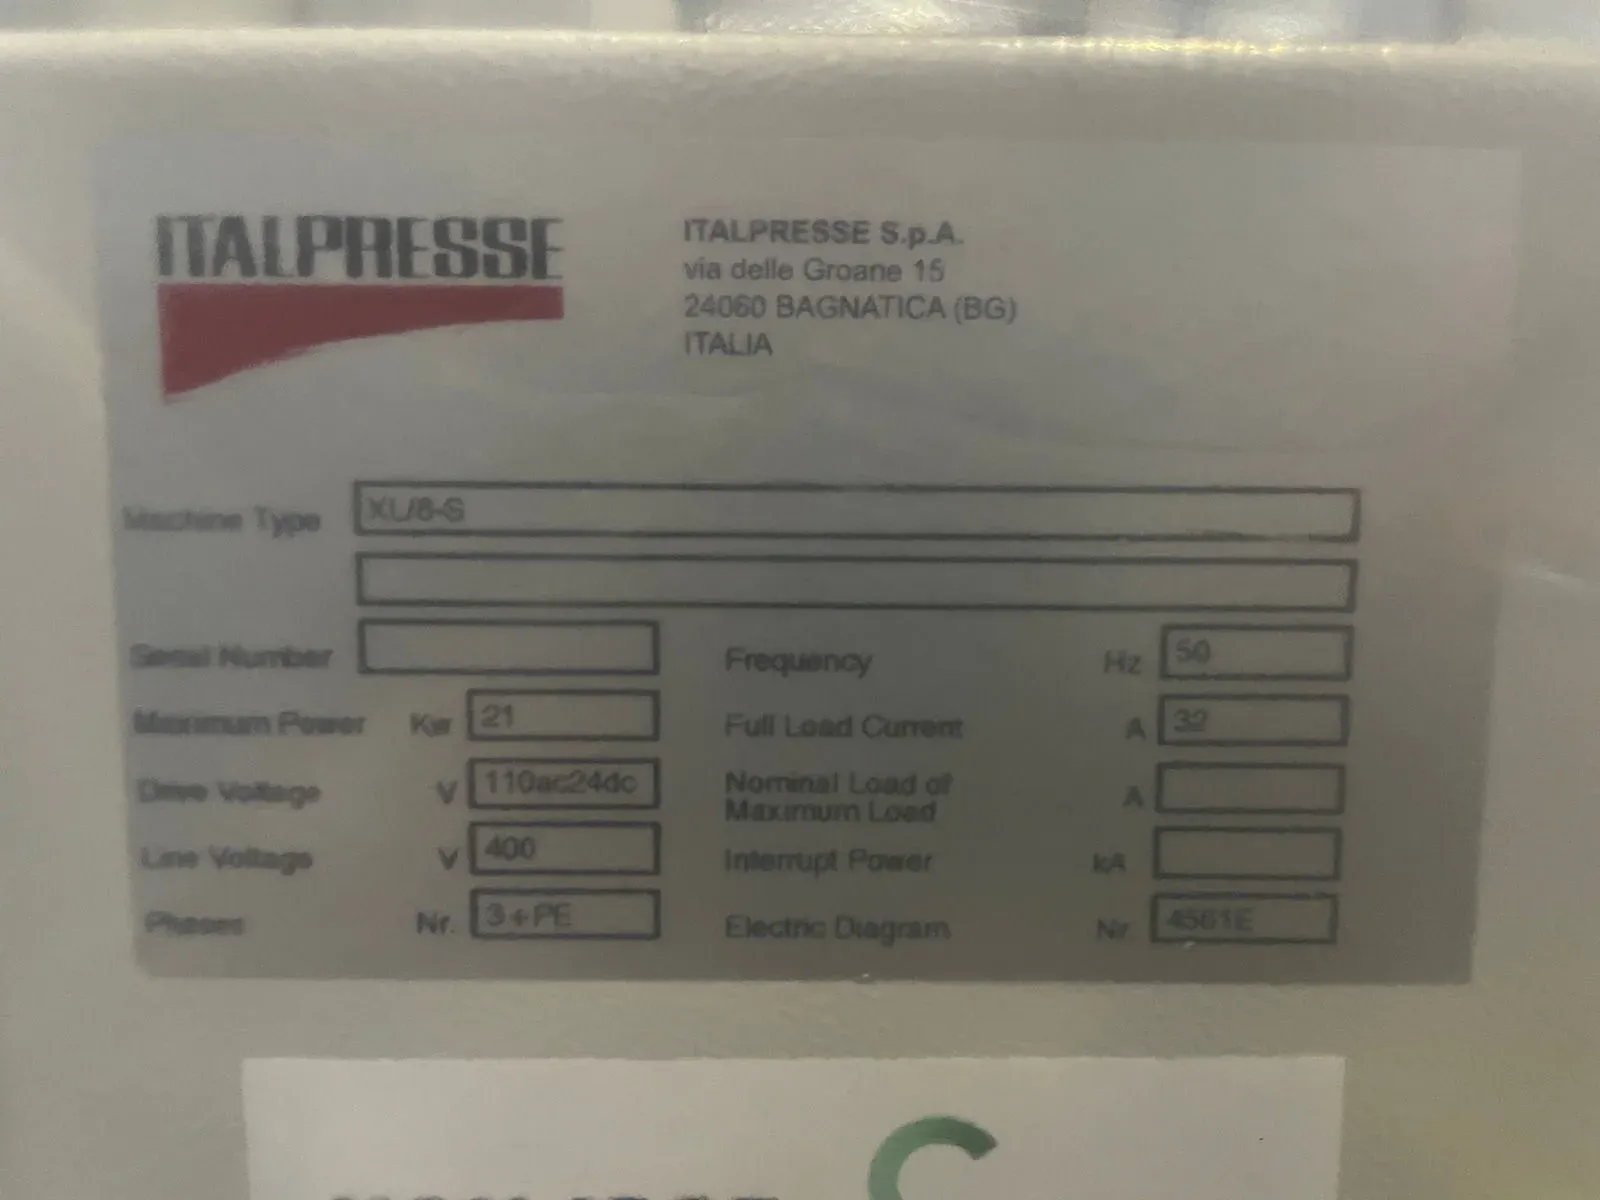 ITALPRESSE
ITALPRESSE S.p.A.
via delle Groane 15
24060 BAGNATICA (BG)
ITALIA
Machine Type XL/8-S
Serial Number
Frequency Hz 50
Maximum Power Kw 21
Full Load Current A 32
Drive Voltage V 110ac24dc
Nominal Load of
Maximum Load A
Line Voltage V 400
Interrupt Power kA
Phases Nr. 3+PE
Electric Diagram Nr 4561E